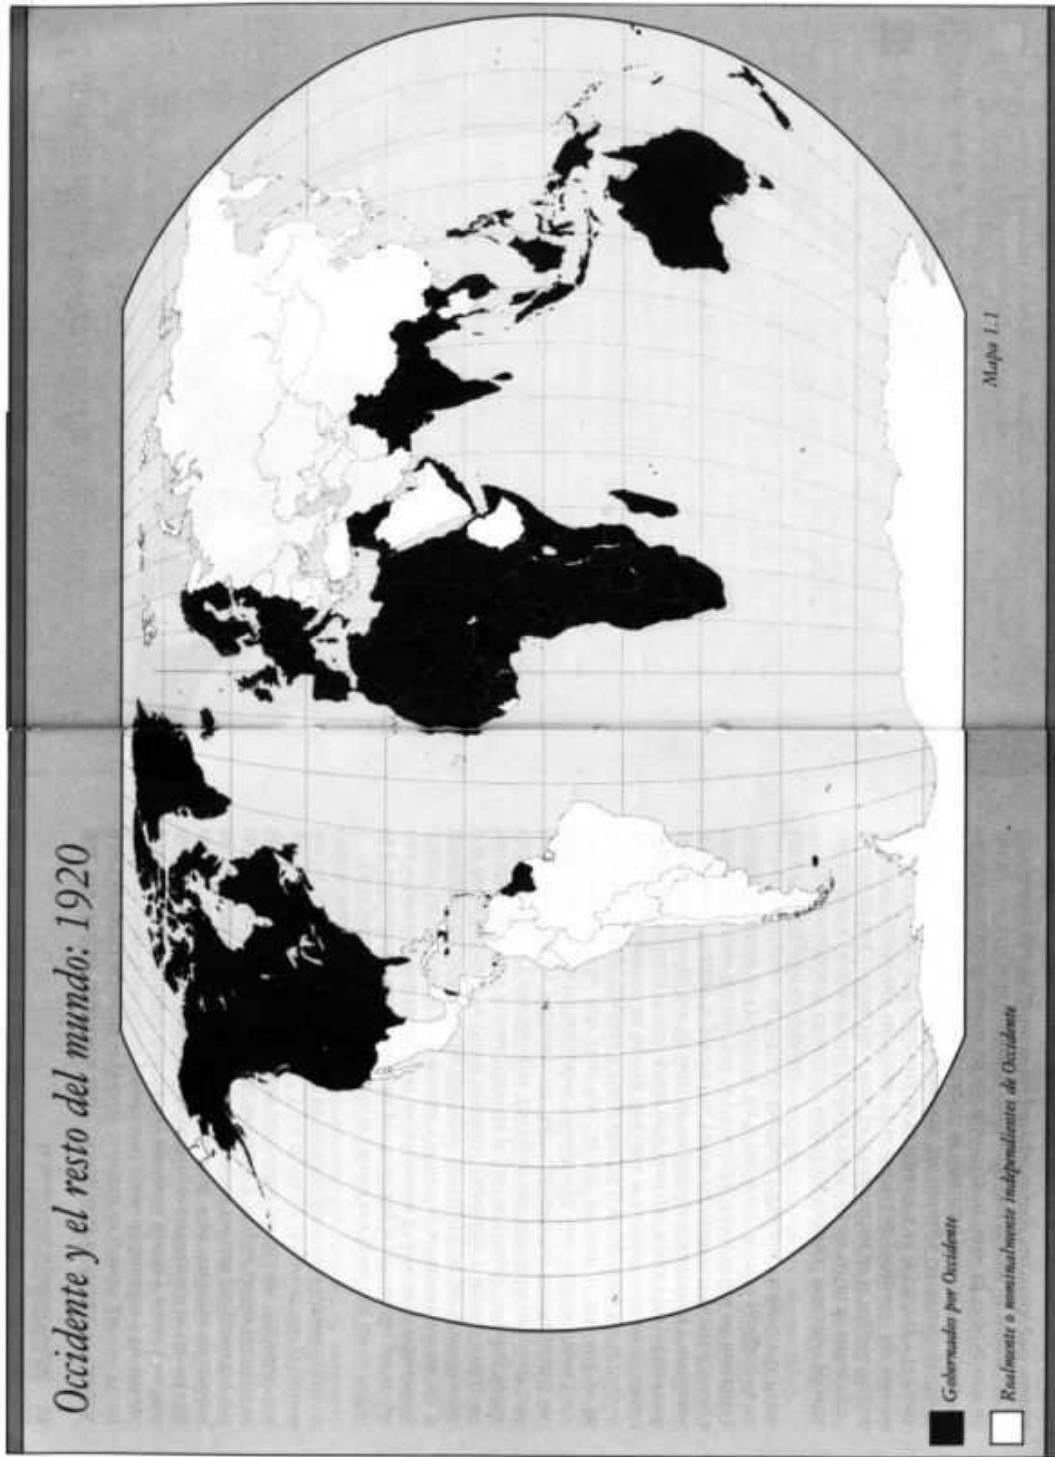 Occidente y el resto del mundo: 1920
Gobernados por Occidente
Realmente o nominalmente independientes de Occidente
Mapa 1.1